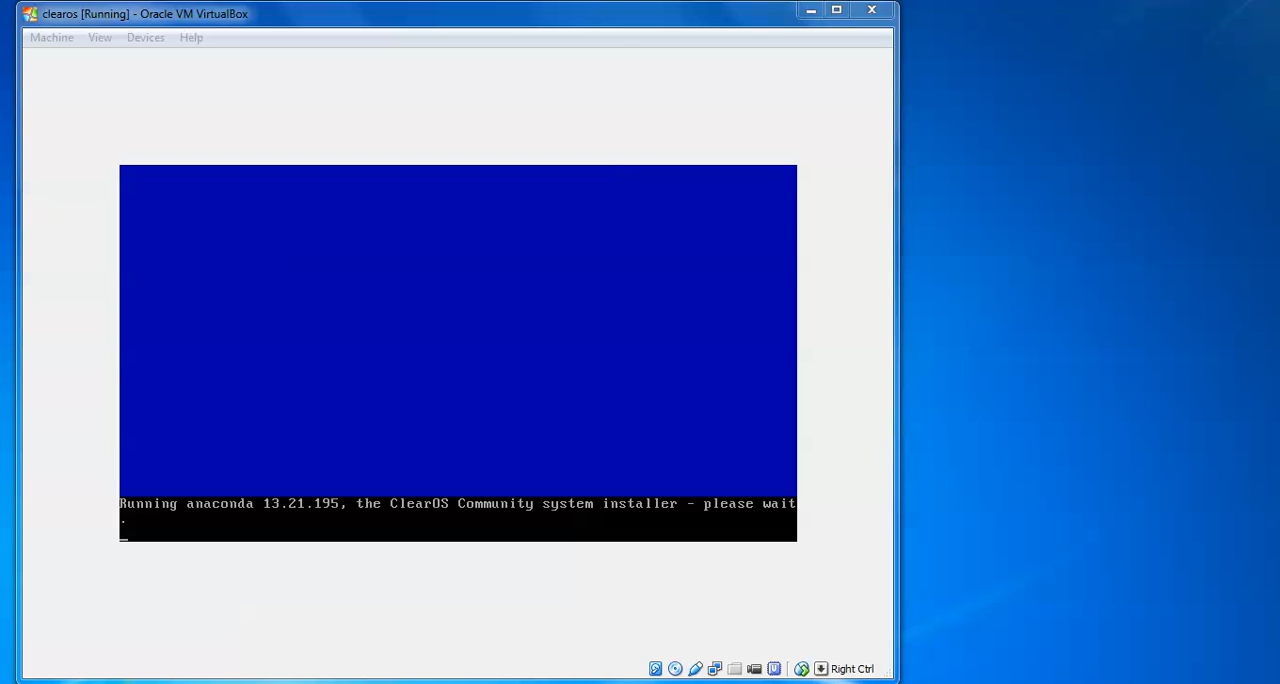 clearos [Running] - Oracle VM VirtualBox
Machine View Devices Help
Running anaconda 13.21.195, the ClearOS Community system installer - please wait
.
Right Ctrl